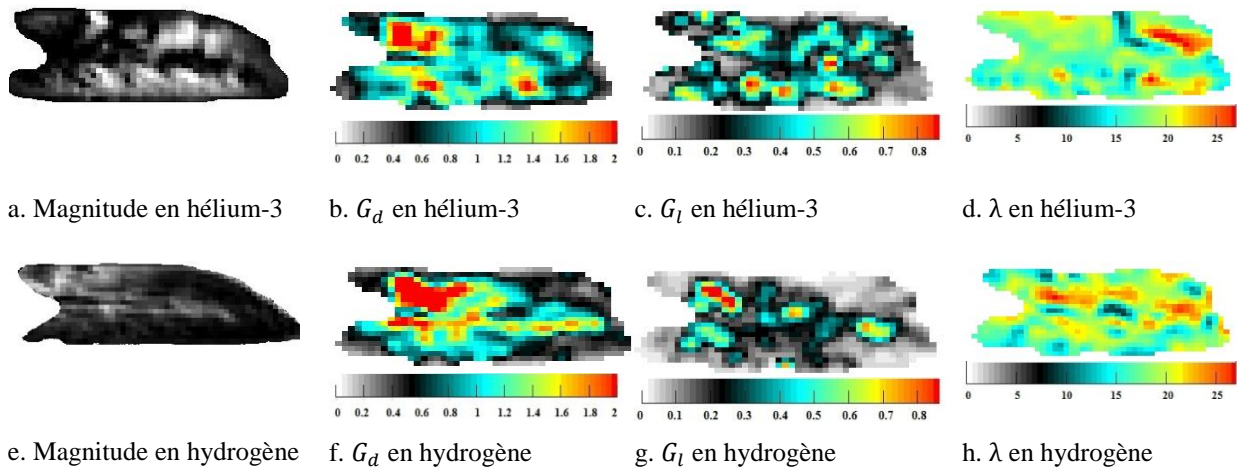 0 0.2 0.4 0.6 0.8 1 1.2 1.4 1.6 1.8 2
0 0.1 0.2 0.3 0.4 0.5 0.6 0.7 0.8
0 5 10 15 20 25
a. Magnitude en hélium-3
b. G_d en hélium-3
c. G_l en hélium-3
d. λ en hélium-3
0 0.2 0.4 0.6 0.8 1 1.2 1.4 1.6 1.8 2
0 0.1 0.2 0.3 0.4 0.5 0.6 0.7 0.8
0 5 10 15 20 25
e. Magnitude en hydrogène
f. G_d en hydrogène
g. G_l en hydrogène
h. λ en hydrogène